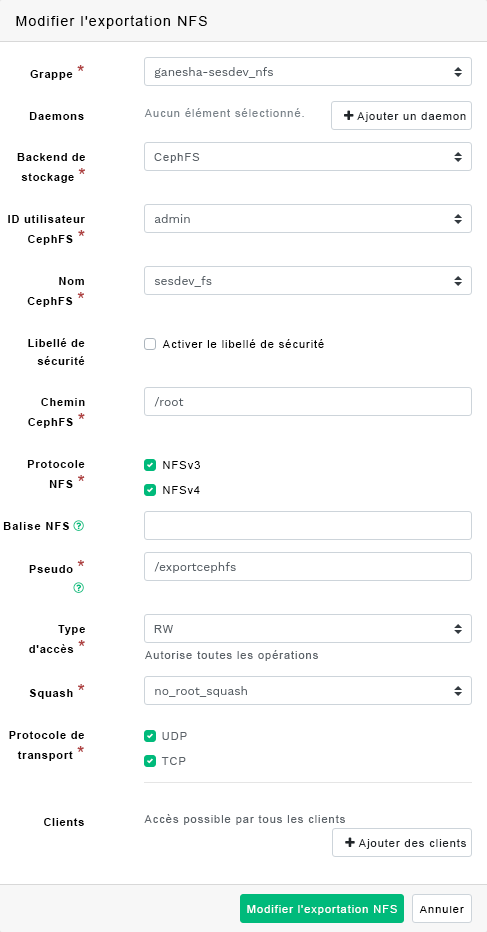 Modifier l'exportation NFS
Grappe *
ganesha-sesdev_nfs
Daemons
Aucun élément sélectionné.
+ Ajouter un daemon
Backend de
stockage *
CephFS
ID utilisateur
CephFS *
admin
Nom
CephFS *
sesdev_fs
Libellé de
sécurité
Activer le libellé de sécurité
Chemin
CephFS *
/root
Protocole
NFS *
NFSv3
NFSv4
Balise NFS ?
Pseudo *
?
/exportcephfs
Type
d'accès *
RW
Autorise toutes les opérations
Squash *
no_root_squash
Protocole de
transport *
UDP
TCP
Clients
Accès possible par tous les clients
+ Ajouter des clients
Modifier l'exportation NFS
Annuler